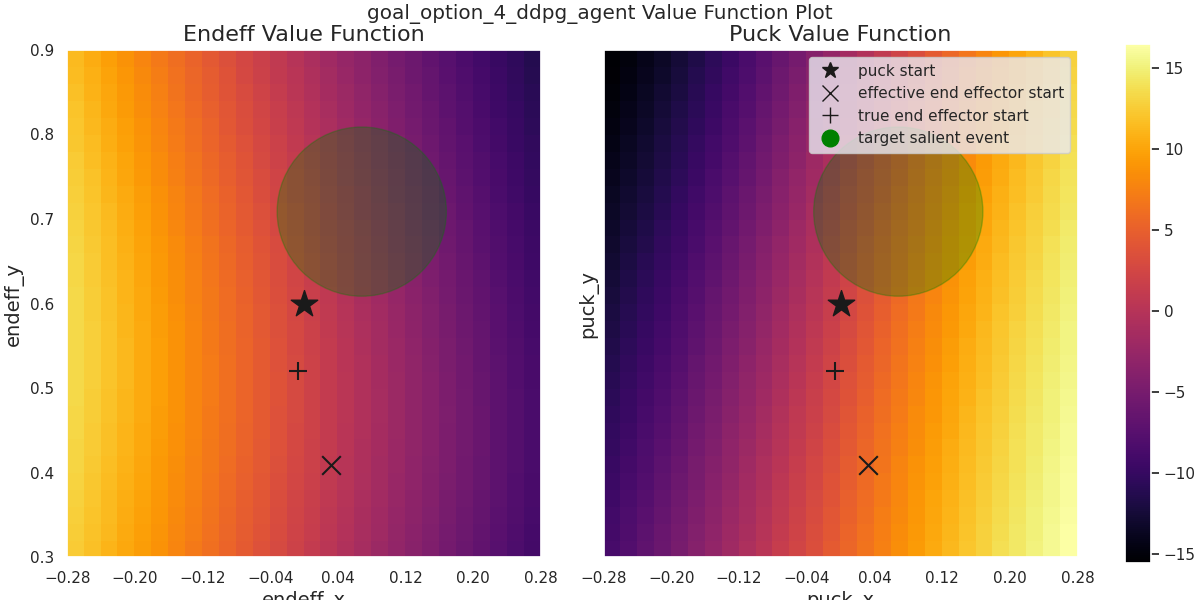 goal_option_4_ddpg_agent Value Function Plot
Endeff Value Function
0.9
0.8
0.7
0.6
0.5
0.4
0.3
endeff_y
−0.28 −0.20 −0.12 −0.04 0.04 0.12 0.20 0.28
endeff_x
Puck Value Function
puck start
effective end effector start
true end effector start
target salient event
puck_y
−0.28 −0.20 −0.12 −0.04 0.04 0.12 0.20 0.28
puck_x
15
10
5
0
−5
−10
−15